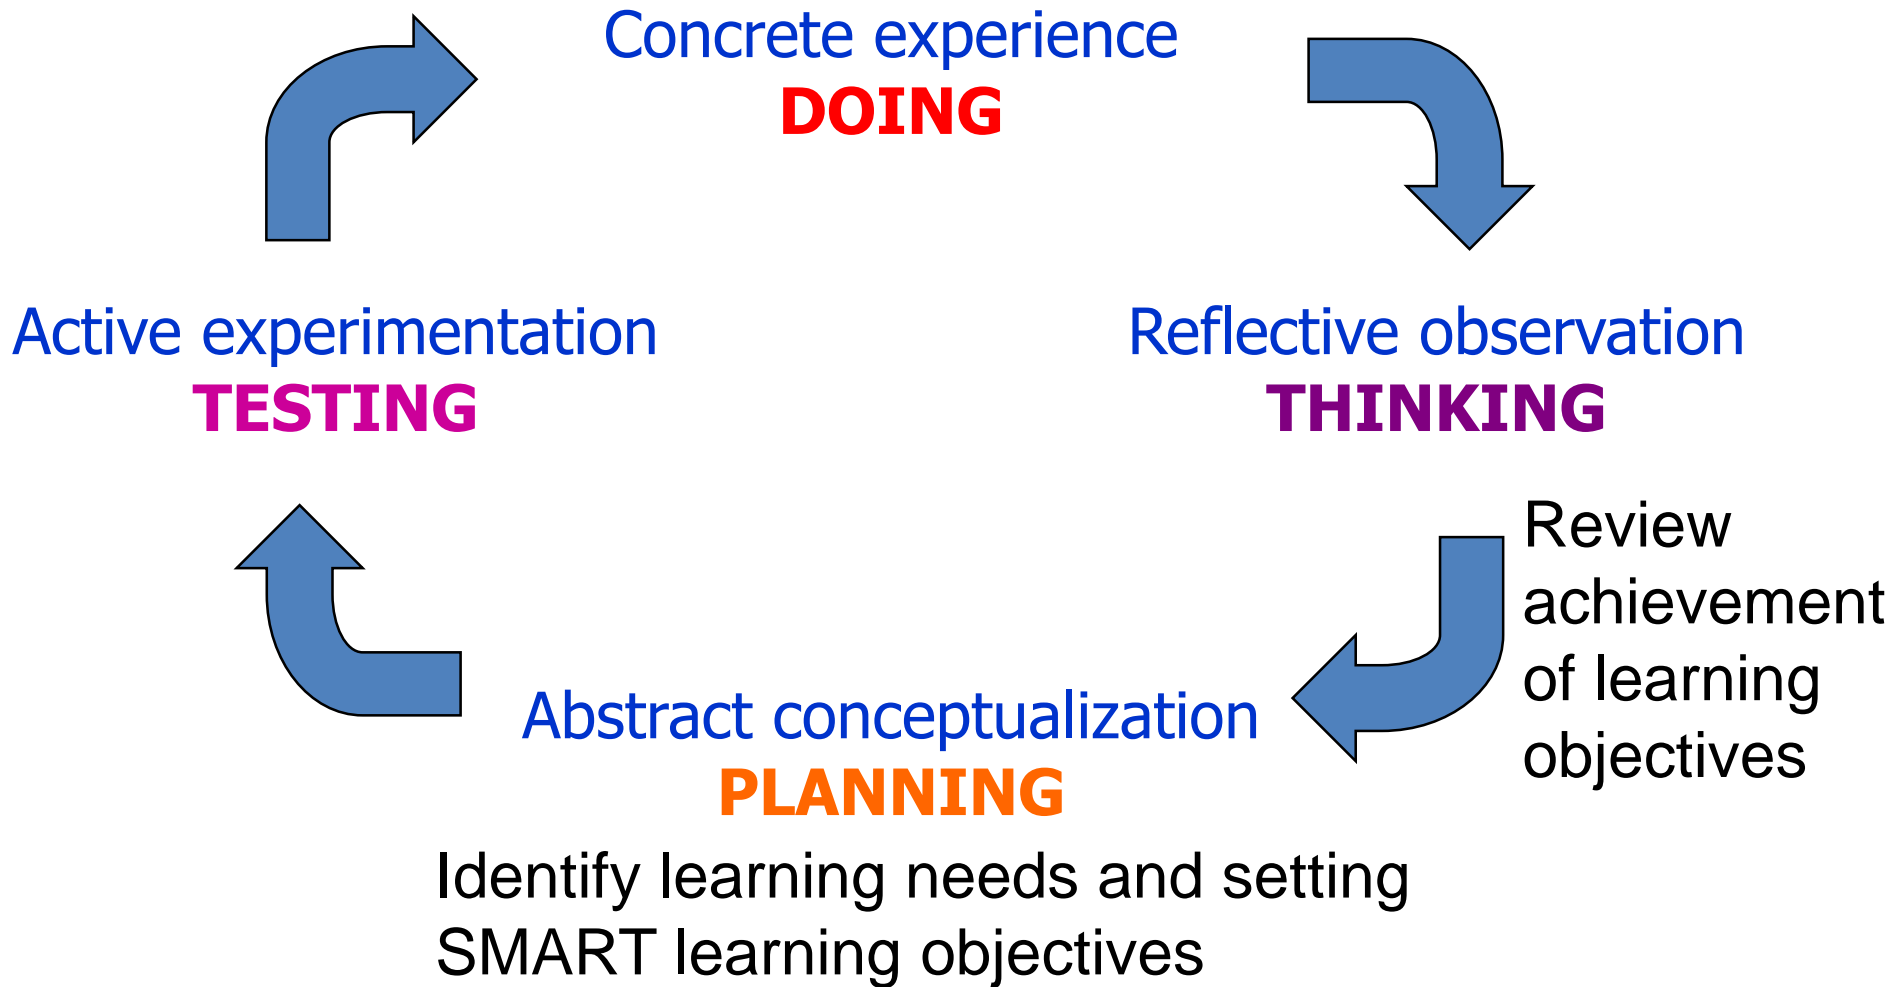 Concrete experience
DOING
Active experimentation
TESTING
Reflective observation
THINKING
Review
achievement
of learning
objectives
Abstract conceptualization
PLANNING
Identify learning needs and setting
SMART learning objectives